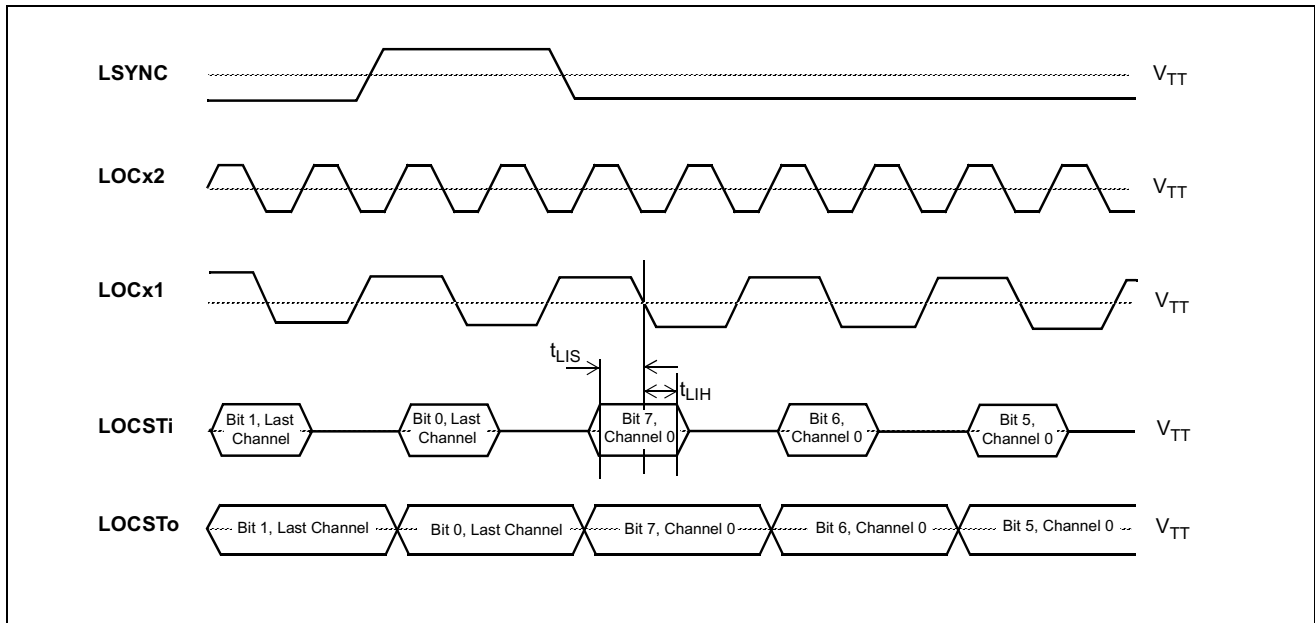 LSYNC
V_TT
LOCx2
V_TT
LOCx1
V_TT
t_LIS
t_LIH
LOCSTi
Bit 1, Last
Channel
Bit 0, Last
Channel
Bit 7,
Channel 0
Bit 6,
Channel 0
Bit 5,
Channel 0
V_TT
LOCSTo
Bit 1, Last Channel
Bit 0, Last Channel
Bit 7, Channel 0
Bit 6, Channel 0
Bit 5, Channel 0
V_TT